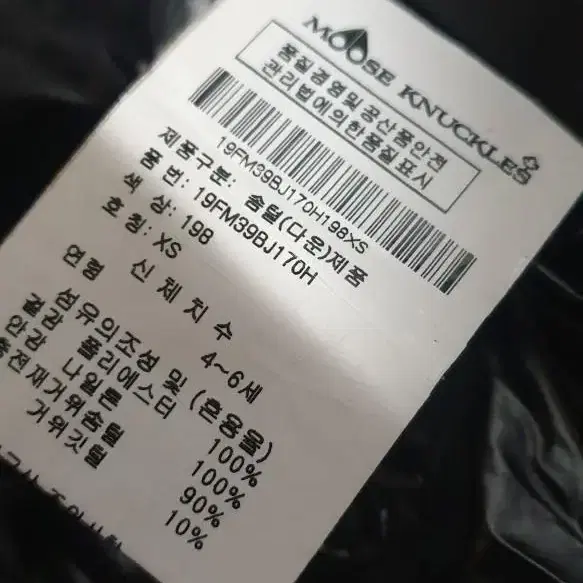 MOOSE KNUCKLES
품질경영및 공산품안전
관리법에의한품질표시
19FM39BJ170H198XS
제품구분: 솜털(다운)제품
품 번: 19FM39BJ170H
색 상: 198
호 칭: XS
연령 신체치수
4~6세
섬유의조성 및 (혼용율)
겉감 폴리에스터 100%
안감 나일론 100%
충전재거위솜털 90%
거위깃털 10%